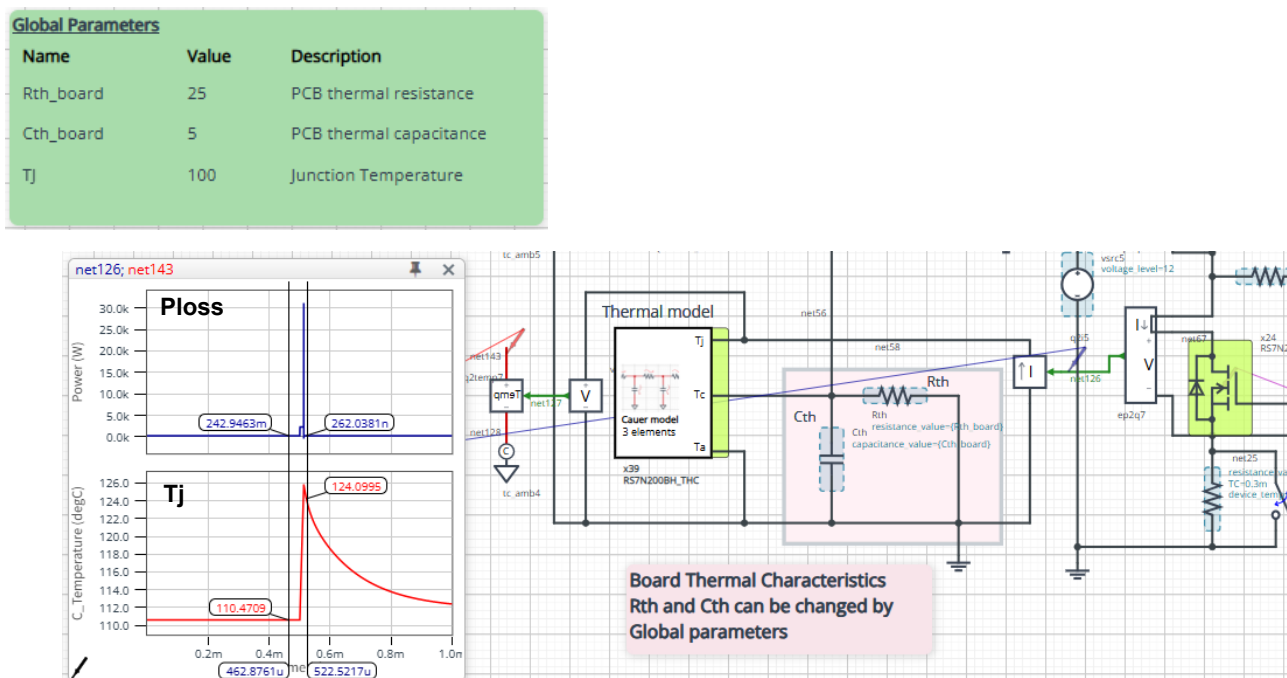 Global Parameters
Name Value Description
Rth_board 25 PCB thermal resistance
Cth_board 5 PCB thermal capacitance
TJ 100 Junction Temperature
net126; net143
Ploss
Power (W)
30.0k
25.0k
20.0k
15.0k
10.0k
5.0k
0.0k
242.9463m
262.0381n
Tj
C_Temperature (degC)
126.0
124.0
122.0
120.0
118.0
116.0
114.0
112.0
110.0
124.0995
110.4709
0.2m 0.4m 0.6m 0.8m 1.0m
462.8761u
522.5217u
tc_amb5
net143
Temp
net127
net128
C
tc_amb4
V
Thermal model
Tj
Tc
Ta
Cauer model
3 elements
x39
RS7N200BH_THC
net56
net58
Rth
Rth
resistance_value={Rth_board}
Cth
Cth
capacitance_value={Cth_board}
Board Thermal Characteristics
Rth and Cth can be changed by
Global parameters
I
net126
vsrc5
voltage_level=12
I
V
ep2q7
net67
x24
net25
TC=0.3m